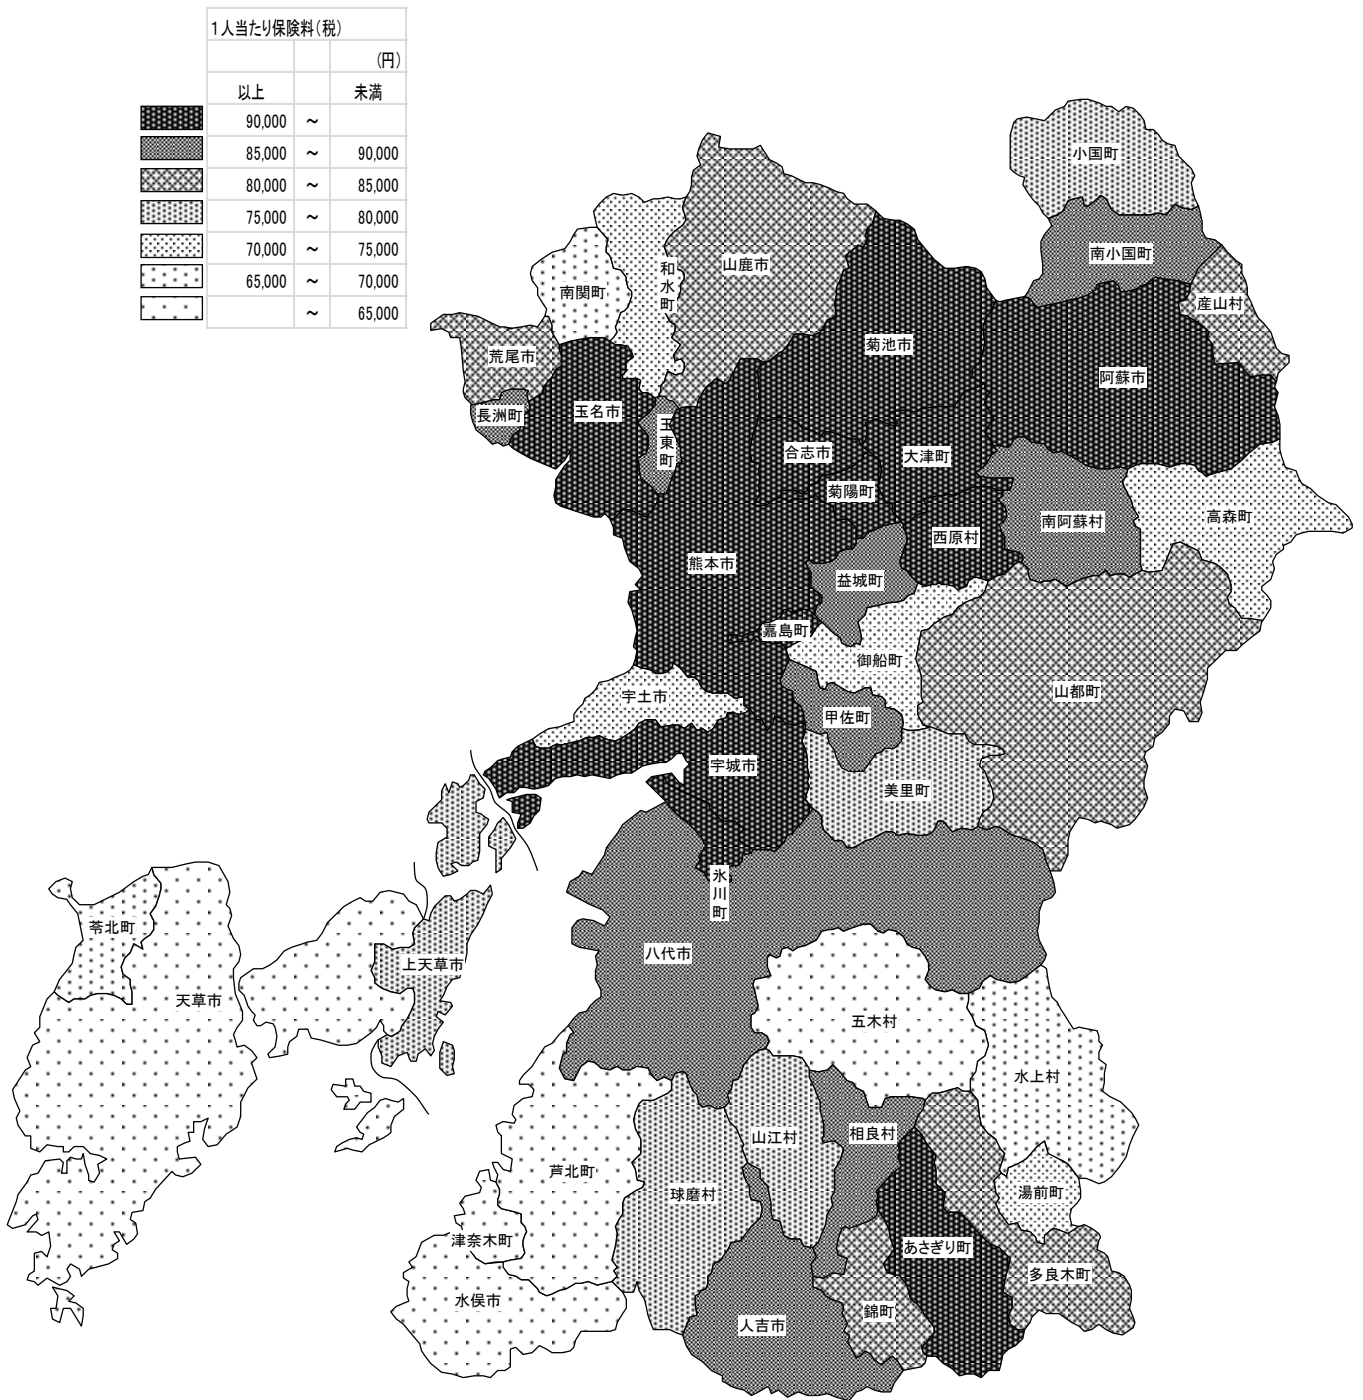 1人当たり保険料(税)
(円)
以上 未満
90,000 ～
85,000 ～ 90,000
80,000 ～ 85,000
75,000 ～ 80,000
70,000 ～ 75,000
65,000 ～ 70,000
～ 65,000
小国町
南小国町
産山村
山鹿市
和水町
南関町
菊池市
荒尾市
阿蘇市
長洲町
玉名市
玉東町
合志市
大津町
菊陽町
南阿蘇村
高森町
西原村
熊本市
益城町
嘉島町
御船町
山都町
宇土市
甲佐町
宇城市
美里町
氷川町
苓北町
八代市
上天草市
天草市
五木村
水上村
山江村
相良村
芦北町
球磨村
湯前町
津奈木町
あさぎり町
多良木町
水俣市
錦町
人吉市